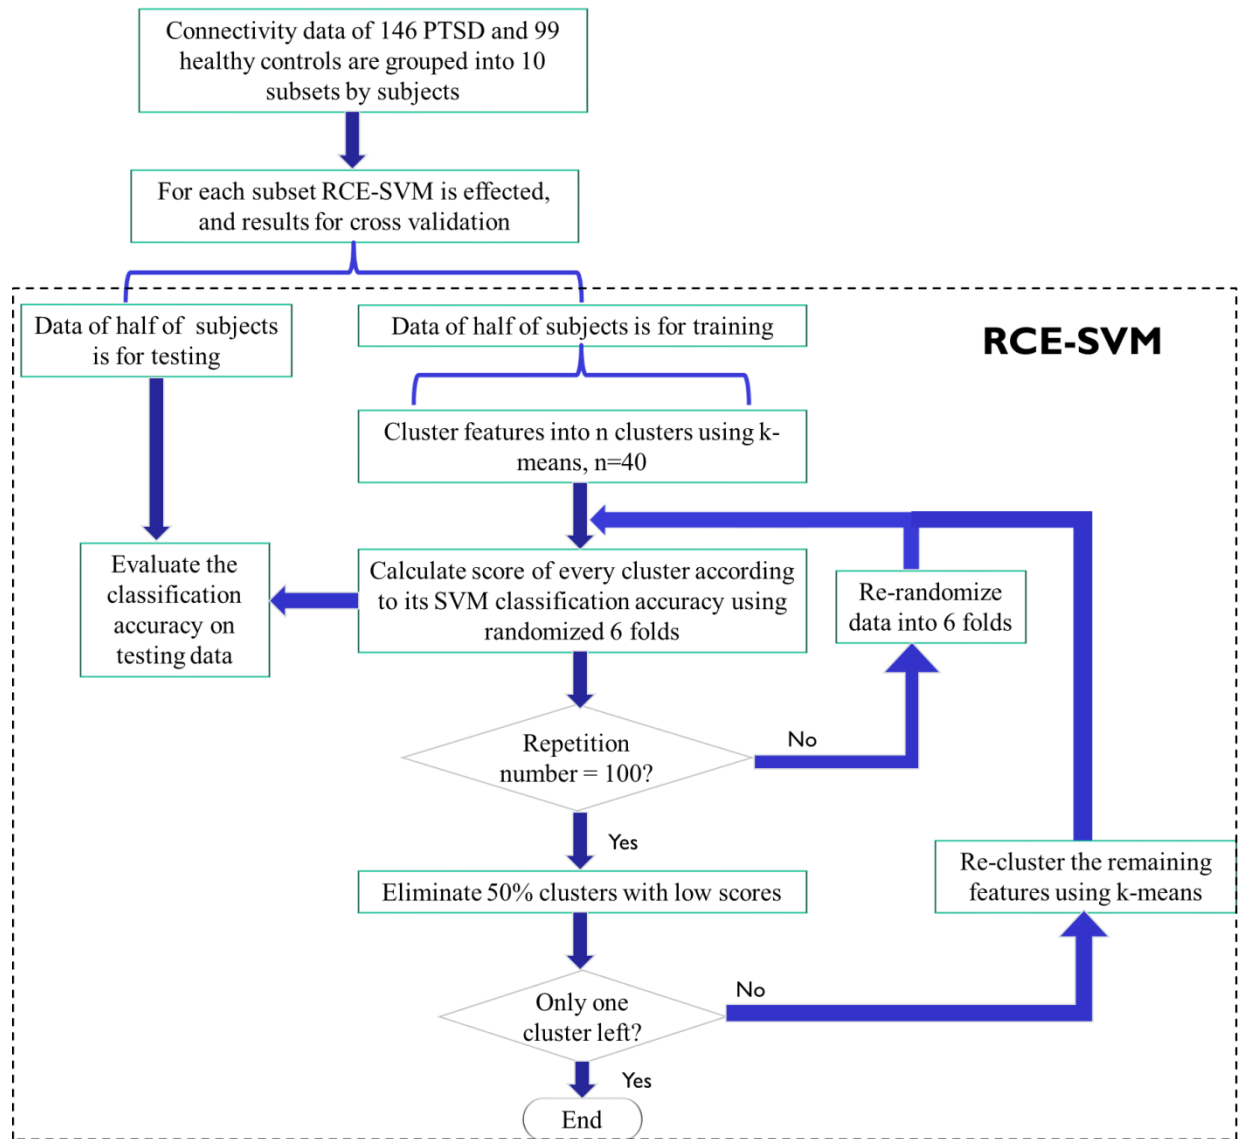 Connectivity data of 146 PTSD and 99
healthy controls are grouped into 10
subsets by subjects
For each subset RCE-SVM is effected,
and results for cross validation
Data of half of subjects
is for testing
Data of half of subjects is for training
RCE-SVM
Cluster features into n clusters using k-
means, n=40
Evaluate the
classification
accuracy on
testing data
Calculate score of every cluster according
to its SVM classification accuracy using
randomized 6 folds
Re-randomize
data into 6 folds
Repetition
number = 100?
No
Yes
Eliminate 50% clusters with low scores
Re-cluster the remaining
features using k-means
Only one
cluster left?
No
Yes
End